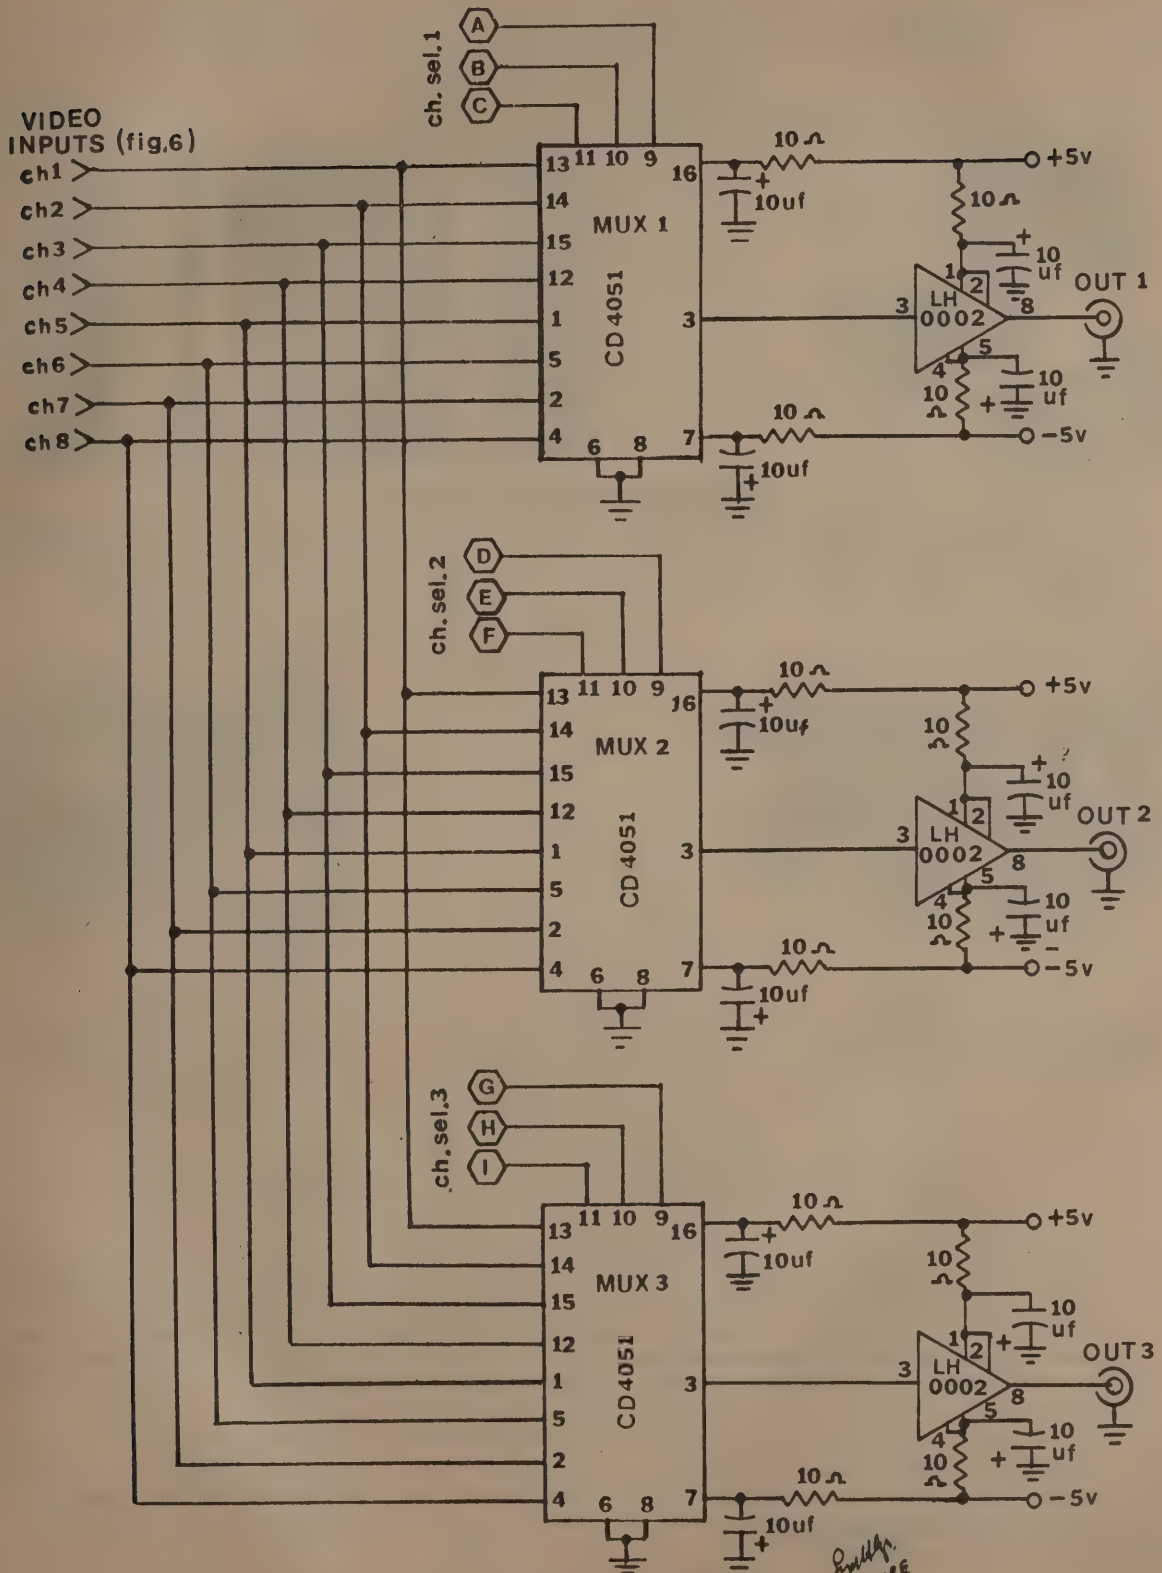 VIDEO
INPUTS (fig.6)
ch1
ch2
ch3
ch4
ch5
ch6
ch7
ch8
ch. sel. 1
A
B
C
11 10 9
13
14
15
12
1
5
2
4
16
MUX 1
CD4051
3
7
6 8
10 Ω
+
10uf
+5v
10 Ω
+
10
uf
1
2
3
LH
0002
8
OUT 1
5
4
10
Ω
+
10
uf
10 Ω
-5v
+
10uf
ch. sel. 2
D
E
F
11 10 9
13
14
15
12
1
5
2
4
16
MUX 2
CD4051
3
7
6 8
10 Ω
+
10uf
+5v
10
Ω
+
10
uf
1
2
3
LH
0002
8
OUT 2
5
4
10
Ω
+
10
uf
10 Ω
-5v
10uf
+
ch. sel. 3
G
H
I
11 10 9
13
14
15
12
1
5
2
4
16
MUX 3
CD4051
3
7
6 8
10 Ω
+
10uf
+5v
10
Ω
+
10
uf
1
2
3
LH
0002
8
OUT 3
5
4
10
Ω
+
10
uf
10 Ω
-5v
10uf
+